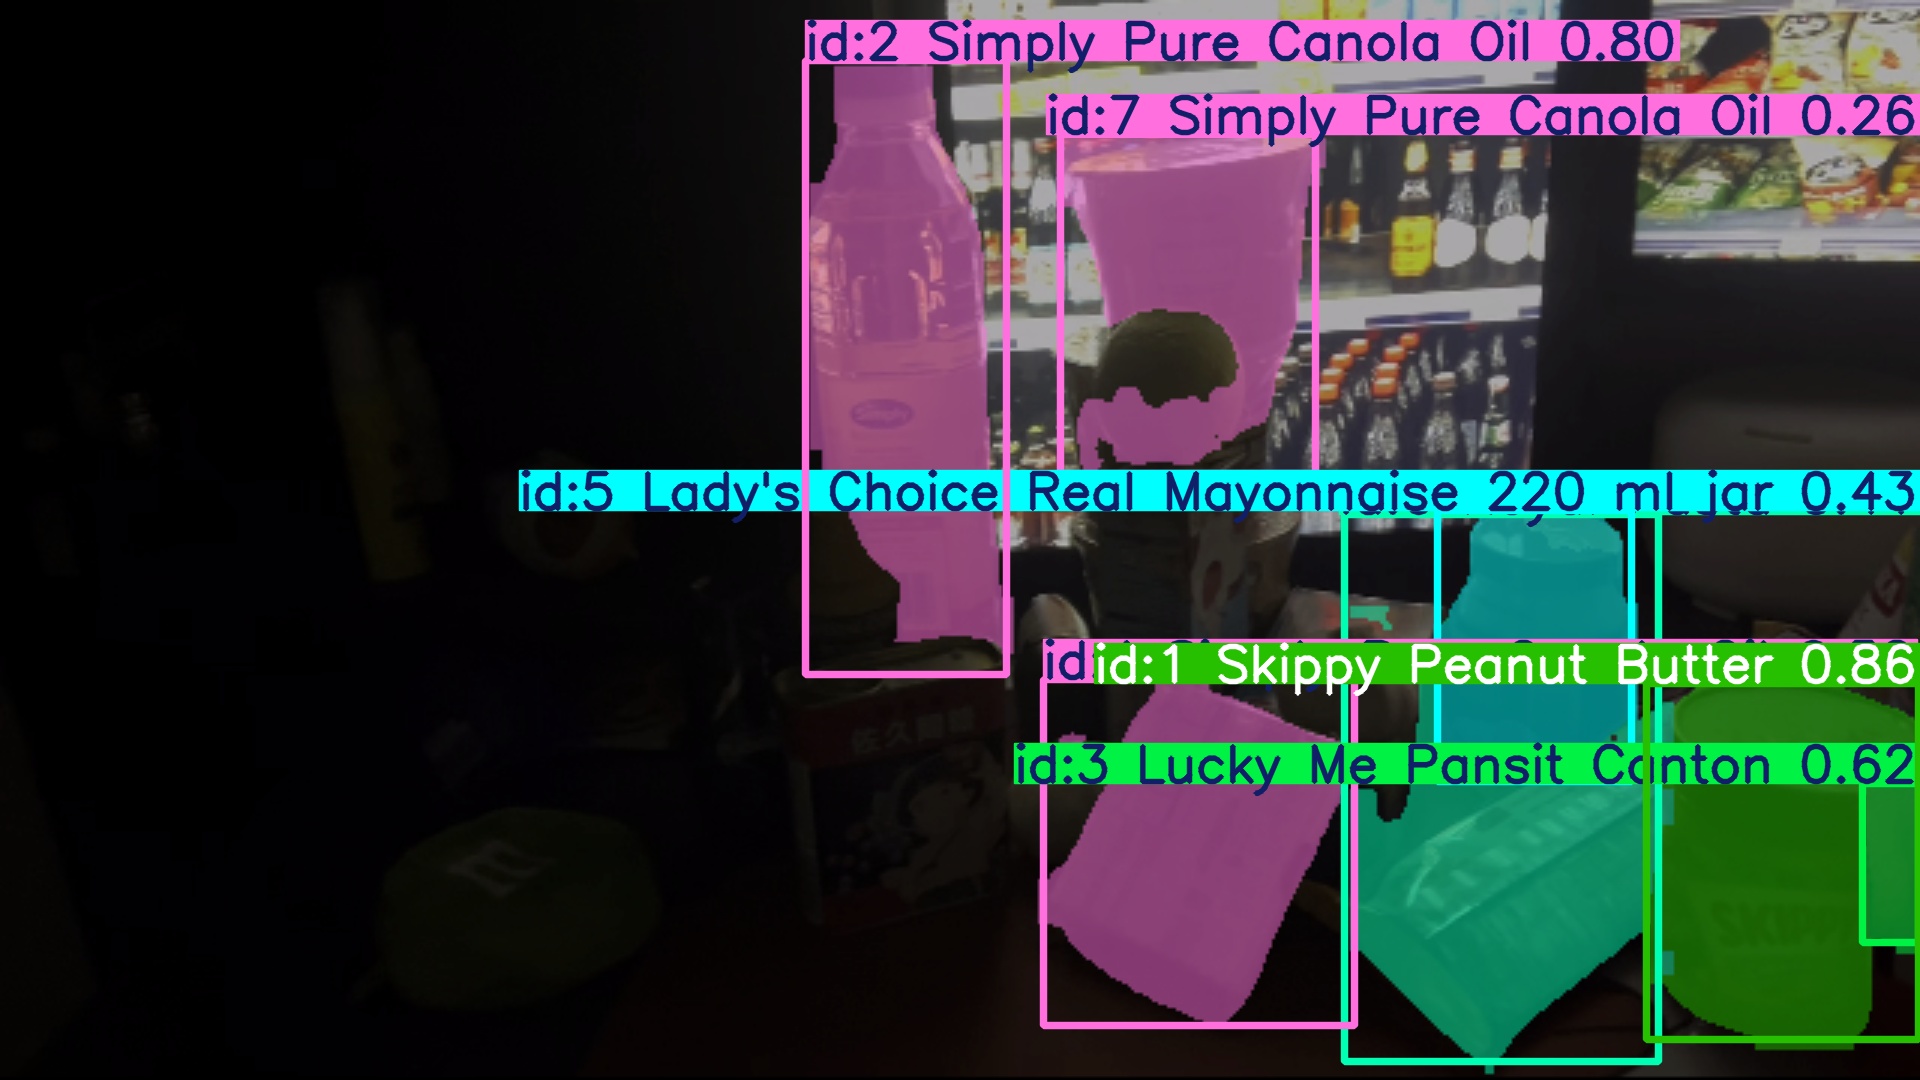 id:2 Simply Pure Canola Oil 0.80
id:7 Simply Pure Canola Oil 0.26
Simply
id:5 Lady's Choice Real Mayonnaise 220 ml jar 0.43
id:1 Skippy Peanut Butter 0.86
id:3 Lucky Me Pansit Canton 0.62
m
SKIPPY